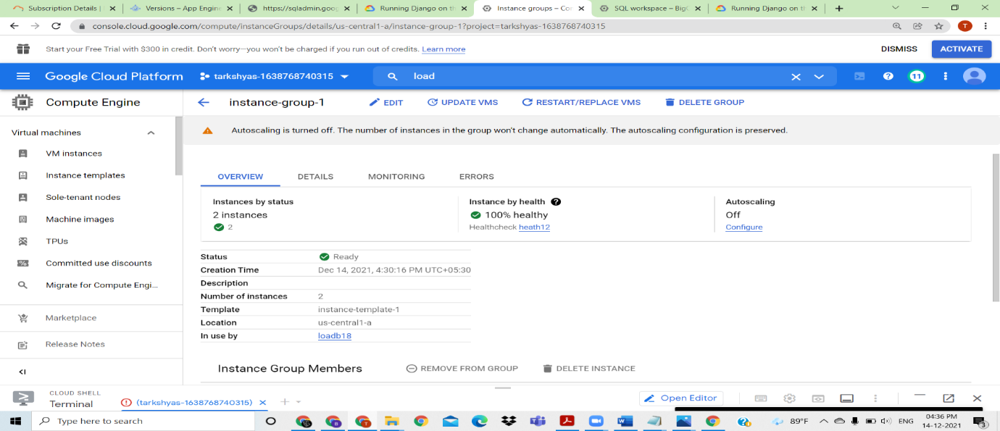 Subscription Details | Versions – App Engine https://sqladmin.goog Running Django on th Instance groups – Co SQL workspace – Big Running Django on th
console.cloud.google.com/compute/instanceGroups/details/us-central1-a/instance-group-1?project=tarkshyas-1638768740315 T
Start your Free Trial with $300 in credit. Don't worry—you won't be charged if you run out of credits. Learn more DISMISS ACTIVATE
Google Cloud Platform tarkshyas-1638768740315 load 11
Compute Engine instance-group-1 EDIT UPDATE VMS RESTART/REPLACE VMS DELETE GROUP
Virtual machines
Autoscaling is turned off. The number of instances in the group won't change automatically. The autoscaling configuration is preserved.
VM instances
Instance templates
Sole-tenant nodes
Machine images
TPUs
Committed use discounts
Migrate for Compute Engi...
Marketplace
Release Notes
OVERVIEW DETAILS MONITORING ERRORS
Instances by status
2 instances
2
Instance by health
100% healthy
Healthcheck heath12
Autoscaling
Off
Configure
Status Ready
Creation Time Dec 14, 2021, 4:30:16 PM UTC+05:30
Description
Number of instances 2
Template instance-template-1
Location us-central1-a
In use by loadb18
Instance Group Members REMOVE FROM GROUP DELETE INSTANCE
CLOUD SHELL
Terminal (tarkshyas-1638768740315) Open Editor
Type here to search 89°F ENG 04:36 PM
14-12-2021 3